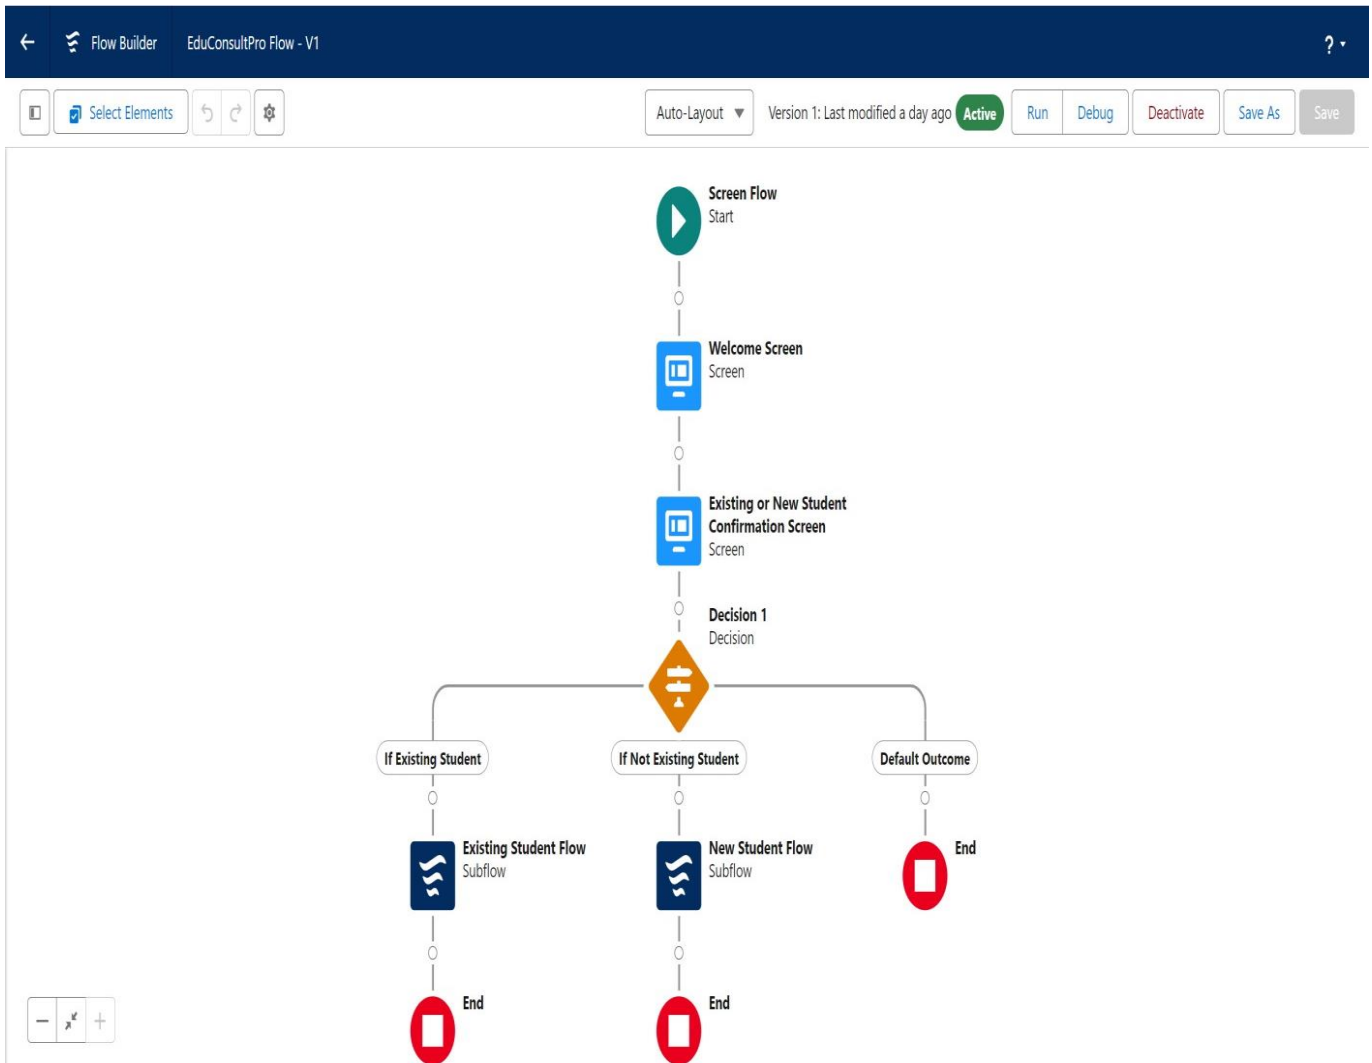 Flow Builder EduConsultPro Flow - V1 ?
Select Elements Auto-Layout Version 1: Last modified a day ago Active Run Debug Deactivate Save As Save
Screen Flow
Start
Welcome Screen
Screen
Existing or New Student
Confirmation Screen
Screen
Decision 1
Decision
If Existing Student If Not Existing Student Default Outcome
Existing Student Flow New Student Flow End
Subflow Subflow
End End